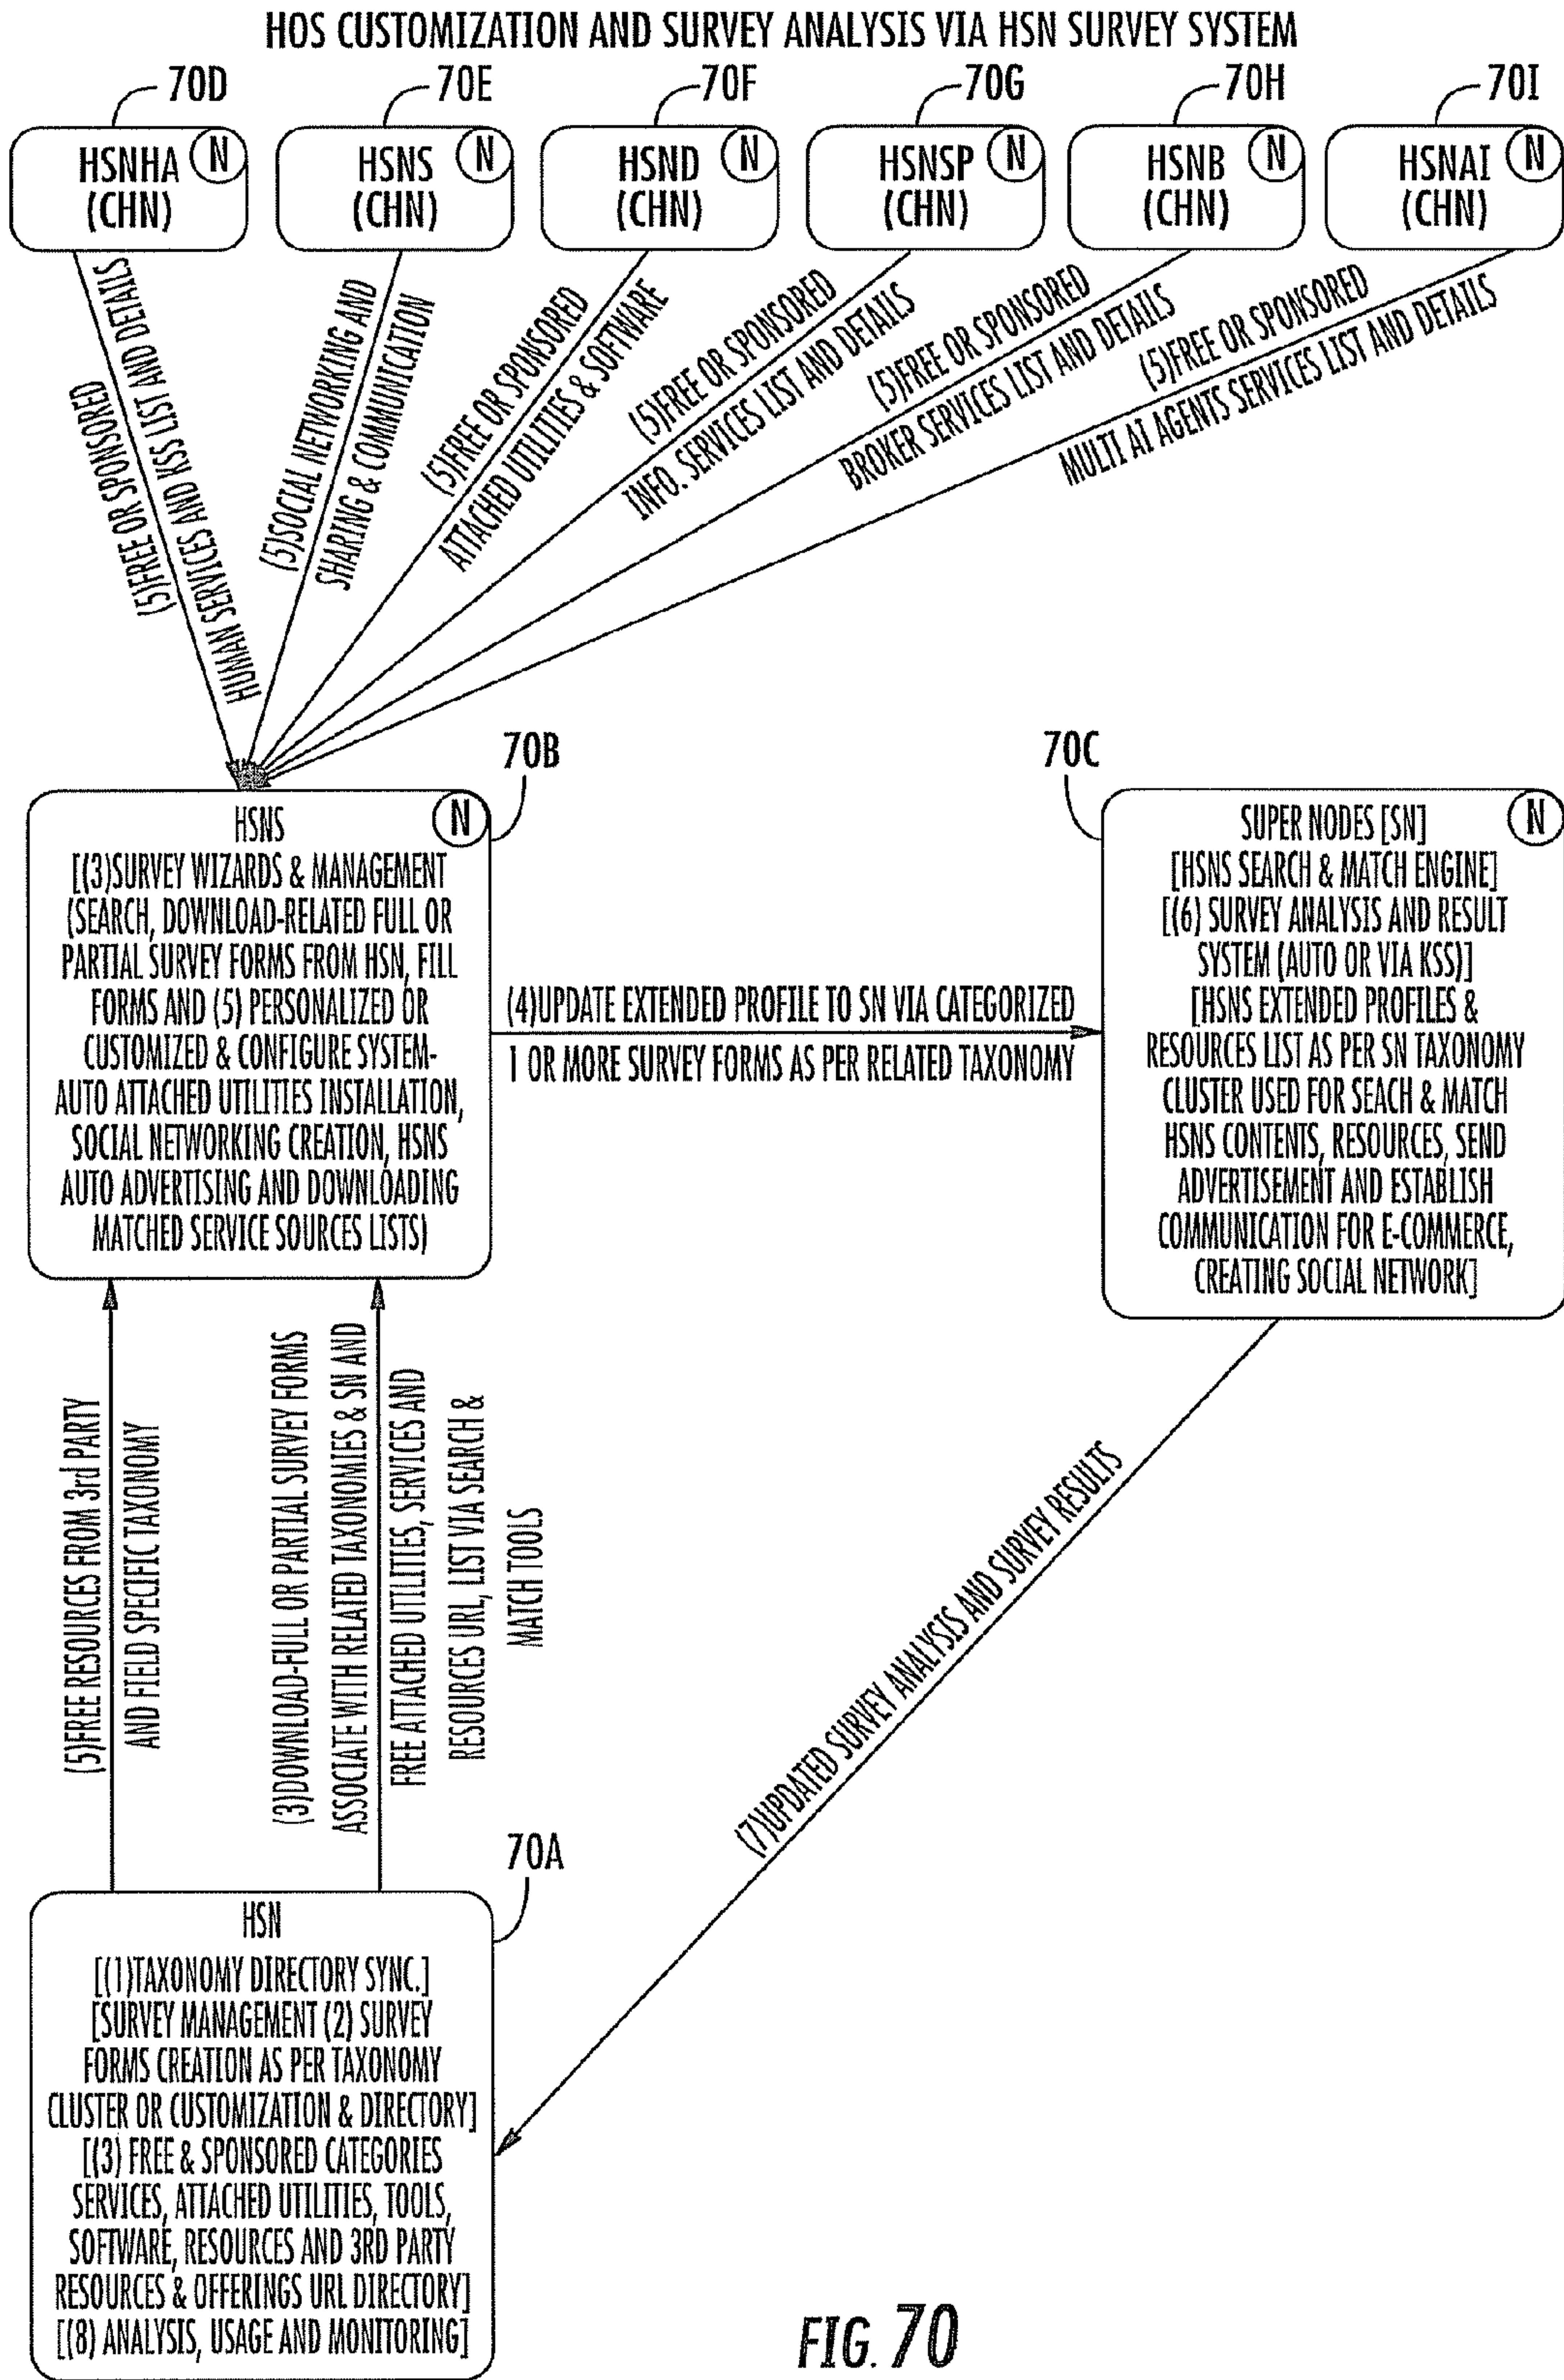 HOS CUSTOMIZATION AND SURVEY ANALYSIS VIA HSN SURVEY SYSTEM
70D
70E
70F
70G
70H
70I
HSNHA
(CHN)
N
HSNS
(CHN)
N
HSND
(CHN)
N
HSNSP
(CHN)
N
HSNB
(CHN)
N
HSNAI
(CHN)
N
(5)FREE OR SPONSORED
HUMAN SERVICES AND KSS LIST AND DETAILS
(5)SOCIAL NETWORKING AND
SHARING & COMMUNICATION
(5)FREE OR SPONSORED
ATTACHED UTILITIES & SOFTWARE
(5)FREE OR SPONSORED
INFO. SERVICES LIST AND DETAILS
(5)FREE OR SPONSORED
BROKER SERVICES LIST AND DETAILS
(5)FREE OR SPONSORED
MULTI AI AGENTS SERVICES LIST AND DETAILS
70B
70C
HSNS
N
[(3)SURVEY WIZARDS & MANAGEMENT
(SEARCH, DOWNLOAD-RELATED FULL OR
PARTIAL SURVEY FORMS FROM HSN, FILL
FORMS AND (5) PERSONALIZED OR
CUSTOMIZED & CONFIGURE SYSTEM-
AUTO ATTACHED UTILITIES INSTALLATION,
SOCIAL NETWORKING CREATION, HSNS
AUTO ADVERTISING AND DOWNLOADING
MATCHED SERVICE SOURCES LISTS)
(4)UPDATE EXTENDED PROFILE TO SN VIA CATEGORIZED
1 OR MORE SURVEY FORMS AS PER RELATED TAXONOMY
SUPER NODES [SN]
N
[HSNS SEARCH & MATCH ENGINE]
[(6) SURVEY ANALYSIS AND RESULT
SYSTEM (AUTO OR VIA KSS)]
[HSNS EXTENDED PROFILES &
RESOURCES LIST AS PER SN TAXONOMY
CLUSTER USED FOR SEACH & MATCH
HSNS CONTENTS, RESOURCES, SEND
ADVERTISEMENT AND ESTABLISH
COMMUNICATION FOR E-COMMERCE,
CREATING SOCIAL NETWORK]
(5)FREE RESOURCES FROM 3rd PARTY
AND FIELD SPECIFIC TAXONOMY
(3)DOWNLOAD-FULL OR PARTIAL SURVEY FORMS
ASSOCIATE WITH RELATED TAXONOMIES & SN AND
FREE ATTACHED UTILITIES, SERVICES AND
RESOURCES URL, LIST VIA SEARCH &
MATCH TOOLS
(7)UPDATED SURVEY ANALYSIS AND SURVEY RESULTS
70A
HSN
[(1)TAXONOMY DIRECTORY SYNC.]
[SURVEY MANAGEMENT (2) SURVEY
FORMS CREATION AS PER TAXONOMY
CLUSTER OR CUSTOMIZATION & DIRECTORY]
[(3) FREE & SPONSORED CATEGORIES
SERVICES, ATTACHED UTILITIES, TOOLS,
SOFTWARE, RESOURCES AND 3RD PARTY
RESOURCES & OFFERINGS URL DIRECTORY]
[(8) ANALYSIS, USAGE AND MONITORING]
FIG. 70